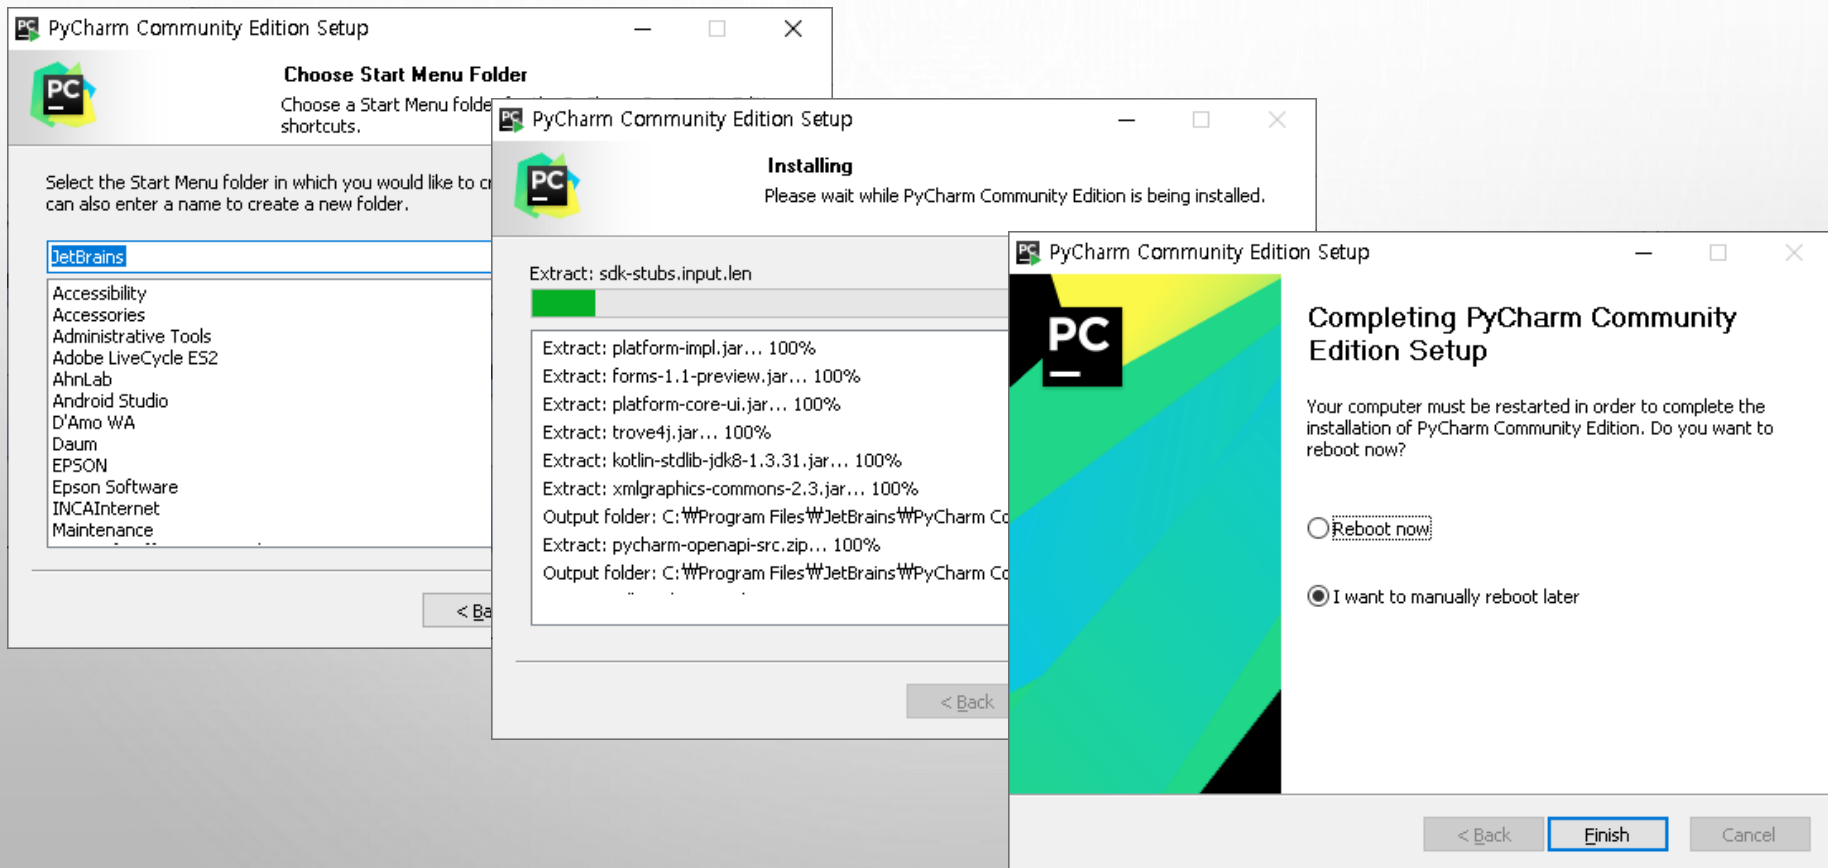 PyCharm Community Edition Setup
PC
Choose Start Menu Folder
Choose a Start Menu
shortcuts.
Select the Start Menu folder in which you would like to
can also enter a name to create a new folder.
JetBrains
Accessibility
Accessories
Administrative Tools
Adobe LiveCycle ES2
AhnLab
Android Studio
D'Amo WA
Daum
EPSON
Epson Software
INCAInternet
Maintenance
< Ba
PyCharm Community Edition Setup
PC
Installing
Please wait while PyCharm Community Edition is being installed.
Extract: sdk-stubs.input.len
Extract: platform-impl.jar... 100%
Extract: forms-1.1-preview.jar... 100%
Extract: platform-core-ui.jar... 100%
Extract: trove4j.jar... 100%
Extract: kotlin-stdlib-jdk8-1.3.31.jar... 100%
Extract: xmlgraphics-commons-2.3.jar... 100%
Output folder: C:₩Program Files₩JetBrains₩PyCharm Co
Extract: pycharm-openapi-src.zip... 100%
Output folder: C:₩Program Files₩JetBrains₩PyCharm Co
< Back
PyCharm Community Edition Setup
PC
Completing PyCharm Community
Edition Setup
Your computer must be restarted in order to complete the
installation of PyCharm Community Edition. Do you want to
reboot now?
Reboot now
I want to manually reboot later
< Back
Finish
Cancel